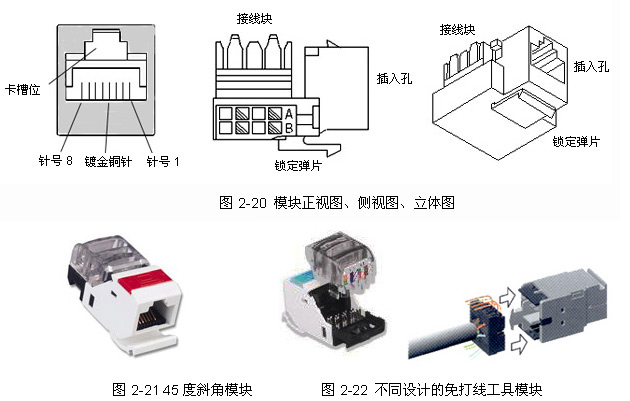 接线块
接线块
卡槽位
插入孔
插入孔
A
B
针号 8 镀金铜针 针号 1
锁定弹片
锁定弹片
图 2-20 模块正视图、侧视图、立体图
图 2-21 45 度斜角模块
图 2-22 不同设计的免打线工具模块